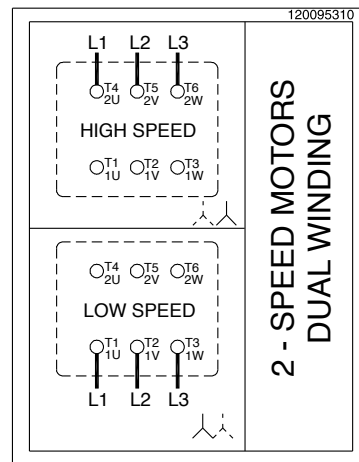 120095310
L1 L2 L3
T4 T5 T6
2U 2V 2W
HIGH SPEED
T1 T2 T3
1U 1V 1W
T4 T5 T6
2U 2V 2W
LOW SPEED
T1 T2 T3
1U 1V 1W
L1 L2 L3
2 - SPEED MOTORS
DUAL WINDING